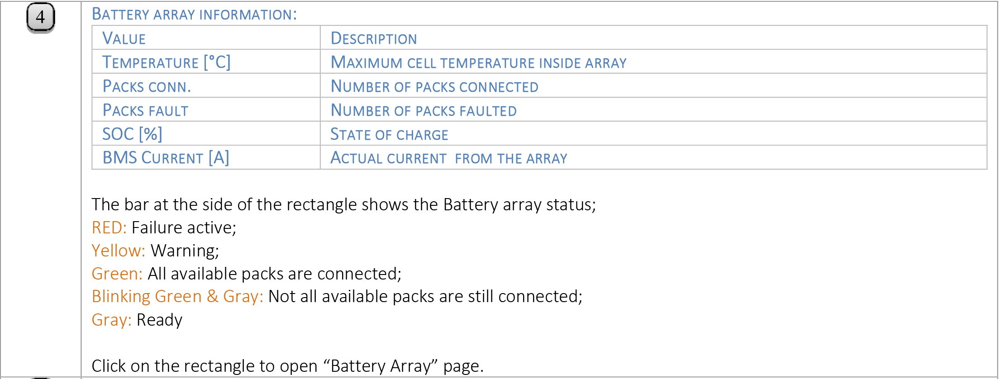 4
BATTERY ARRAY INFORMATION:
VALUE DESCRIPTION
TEMPERATURE [°C] MAXIMUM CELL TEMPERATURE INSIDE ARRAY
PACKS CONN. NUMBER OF PACKS CONNECTED
PACKS FAULT NUMBER OF PACKS FAULTED
SOC [%] STATE OF CHARGE
BMS CURRENT [A] ACTUAL CURRENT  FROM THE ARRAY
The bar at the side of the rectangle shows the Battery array status;
RED: Failure active;
Yellow: Warning;
Green: All available packs are connected;
Blinking Green & Gray: Not all available packs are still connected;
Gray: Ready
Click on the rectangle to open “Battery Array” page.